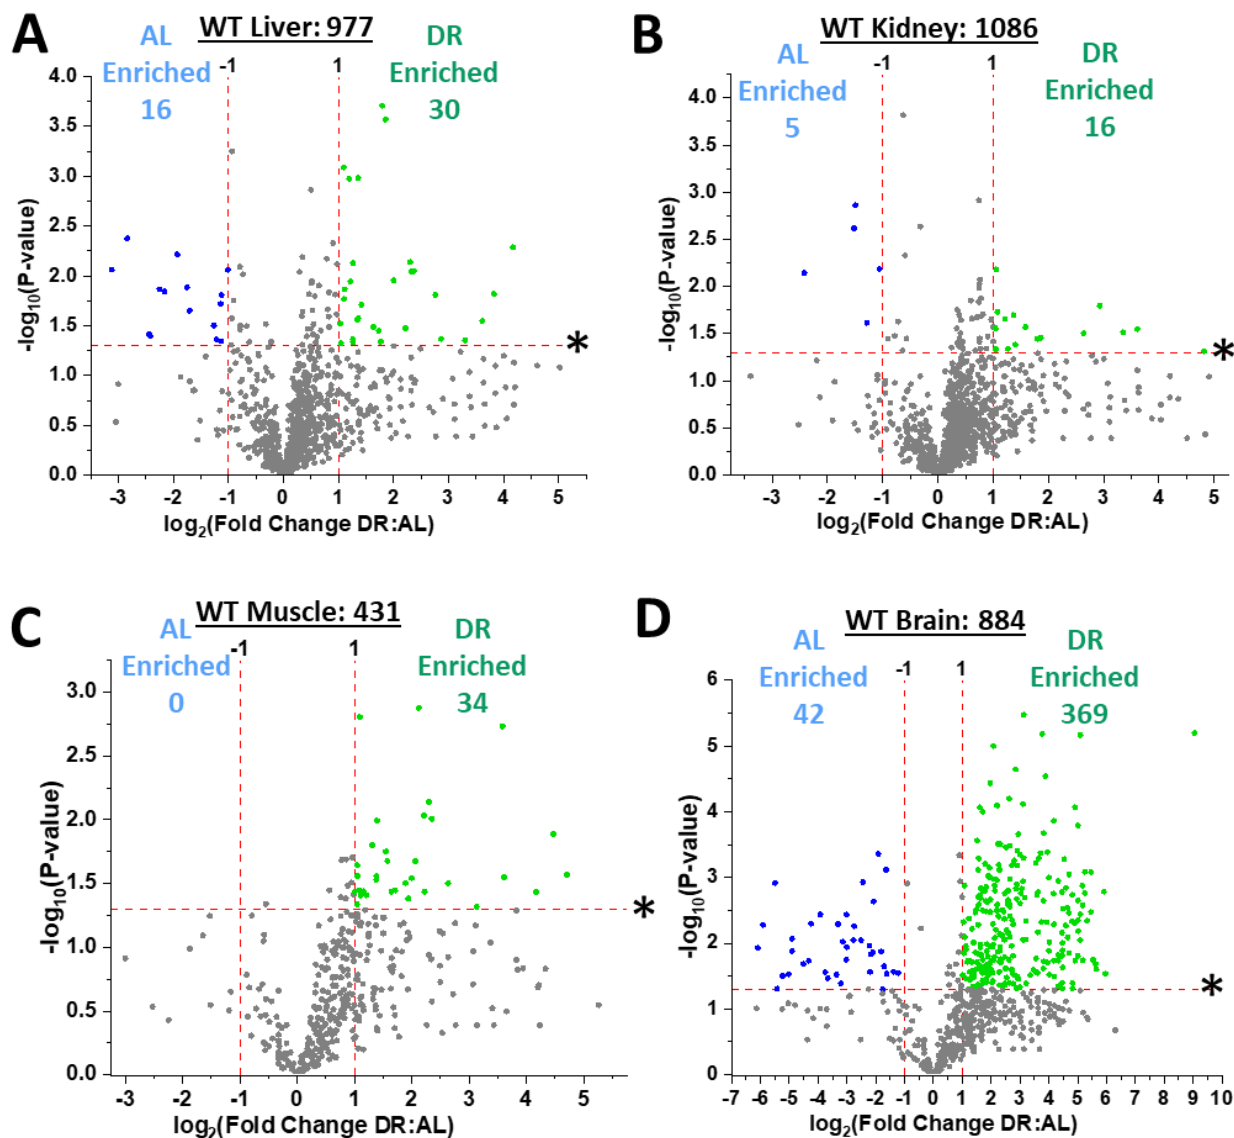 A
WT Liver: 977
AL
Enriched
16
-1
1
DR
Enriched
30
4.0
3.5
3.0
2.5
2.0
1.5
1.0
0.5
0.0
-log10(P-value)
*
-3 -2 -1 0 1 2 3 4 5
log2(Fold Change DR:AL)
B
WT Kidney: 1086
AL
Enriched
5
-1
1
DR
Enriched
16
4.0
3.5
3.0
2.5
2.0
1.5
1.0
0.5
0.0
-log10(P-value)
*
-3 -2 -1 0 1 2 3 4 5
log2(Fold Change DR:AL)
C
WT Muscle: 431
AL
Enriched
0
-1
1
DR
Enriched
34
3.0
2.5
2.0
1.5
1.0
0.5
0.0
-log10(P-value)
*
-3 -2 -1 0 1 2 3 4 5
log2(Fold Change DR:AL)
D
WT Brain: 884
AL
Enriched
42
-1
1
DR
Enriched
369
6
5
4
3
2
1
0
-log10(P-value)
*
-7 -6 -5 -4 -3 -2 -1 0 1 2 3 4 5 6 7 8 9 10
log2(Fold Change DR:AL)